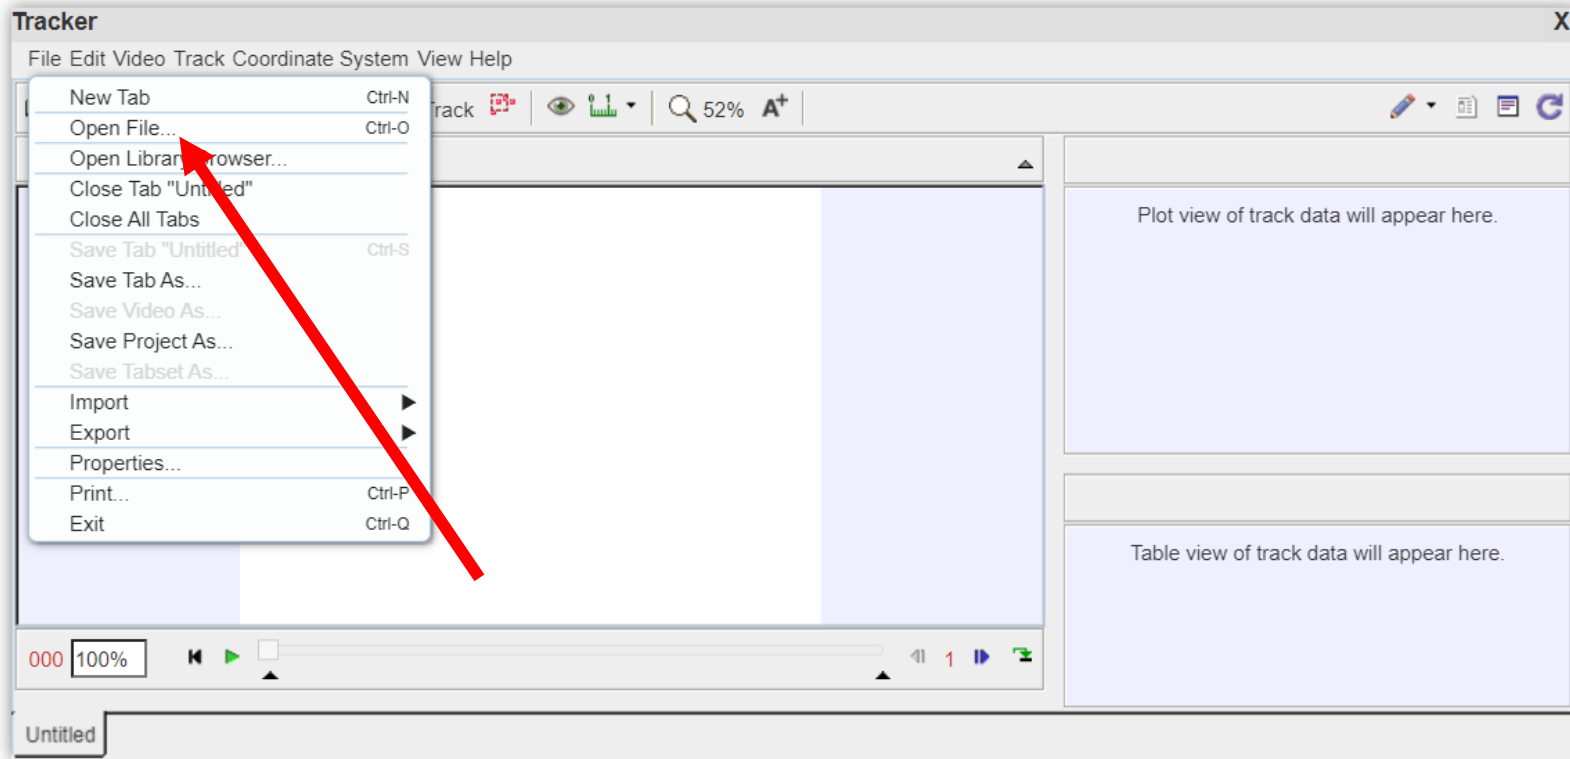 Tracker X
File Edit Video Track Coordinate System View Help
New Tab Ctrl-N
Open File... Ctrl-O
Open Library Browser...
Close Tab "Untitled"
Close All Tabs
Save Tab "Untitled" Ctrl-S
Save Tab As...
Save Video As...
Save Project As...
Save Tabset As...
Import
Export
Properties...
Print... Ctrl-P
Exit Ctrl-Q
Track 52% A+
Plot view of track data will appear here.
Table view of track data will appear here.
000 100% 1
Untitled